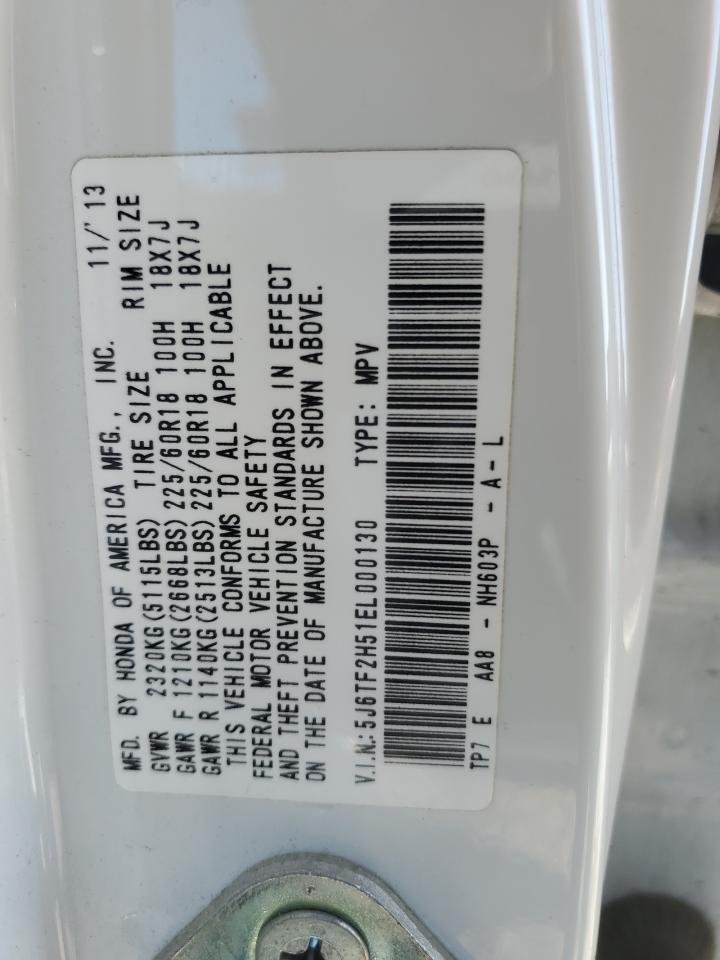 MFD. BY HONDA OF AMERICA MFG., INC. 11/'13
GVWR 2320KG(5115LBS) TIRE SIZE RIM SIZE
GAWR F 1210KG(2668LBS) 225/60R18 100H 18X7J
GAWR R 1140KG(2513LBS) 225/60R18 100H 18X7J
THIS VEHICLE CONFORMS TO ALL APPLICABLE
FEDERAL MOTOR VEHICLE SAFETY
AND THEFT PREVENTION STANDARDS IN EFFECT
ON THE DATE OF MANUFACTURE SHOWN ABOVE.
V.I.N.: 5J6TF2H51EL000130 TYPE: MPV
TP7 E AA8 - NH603P - A - L